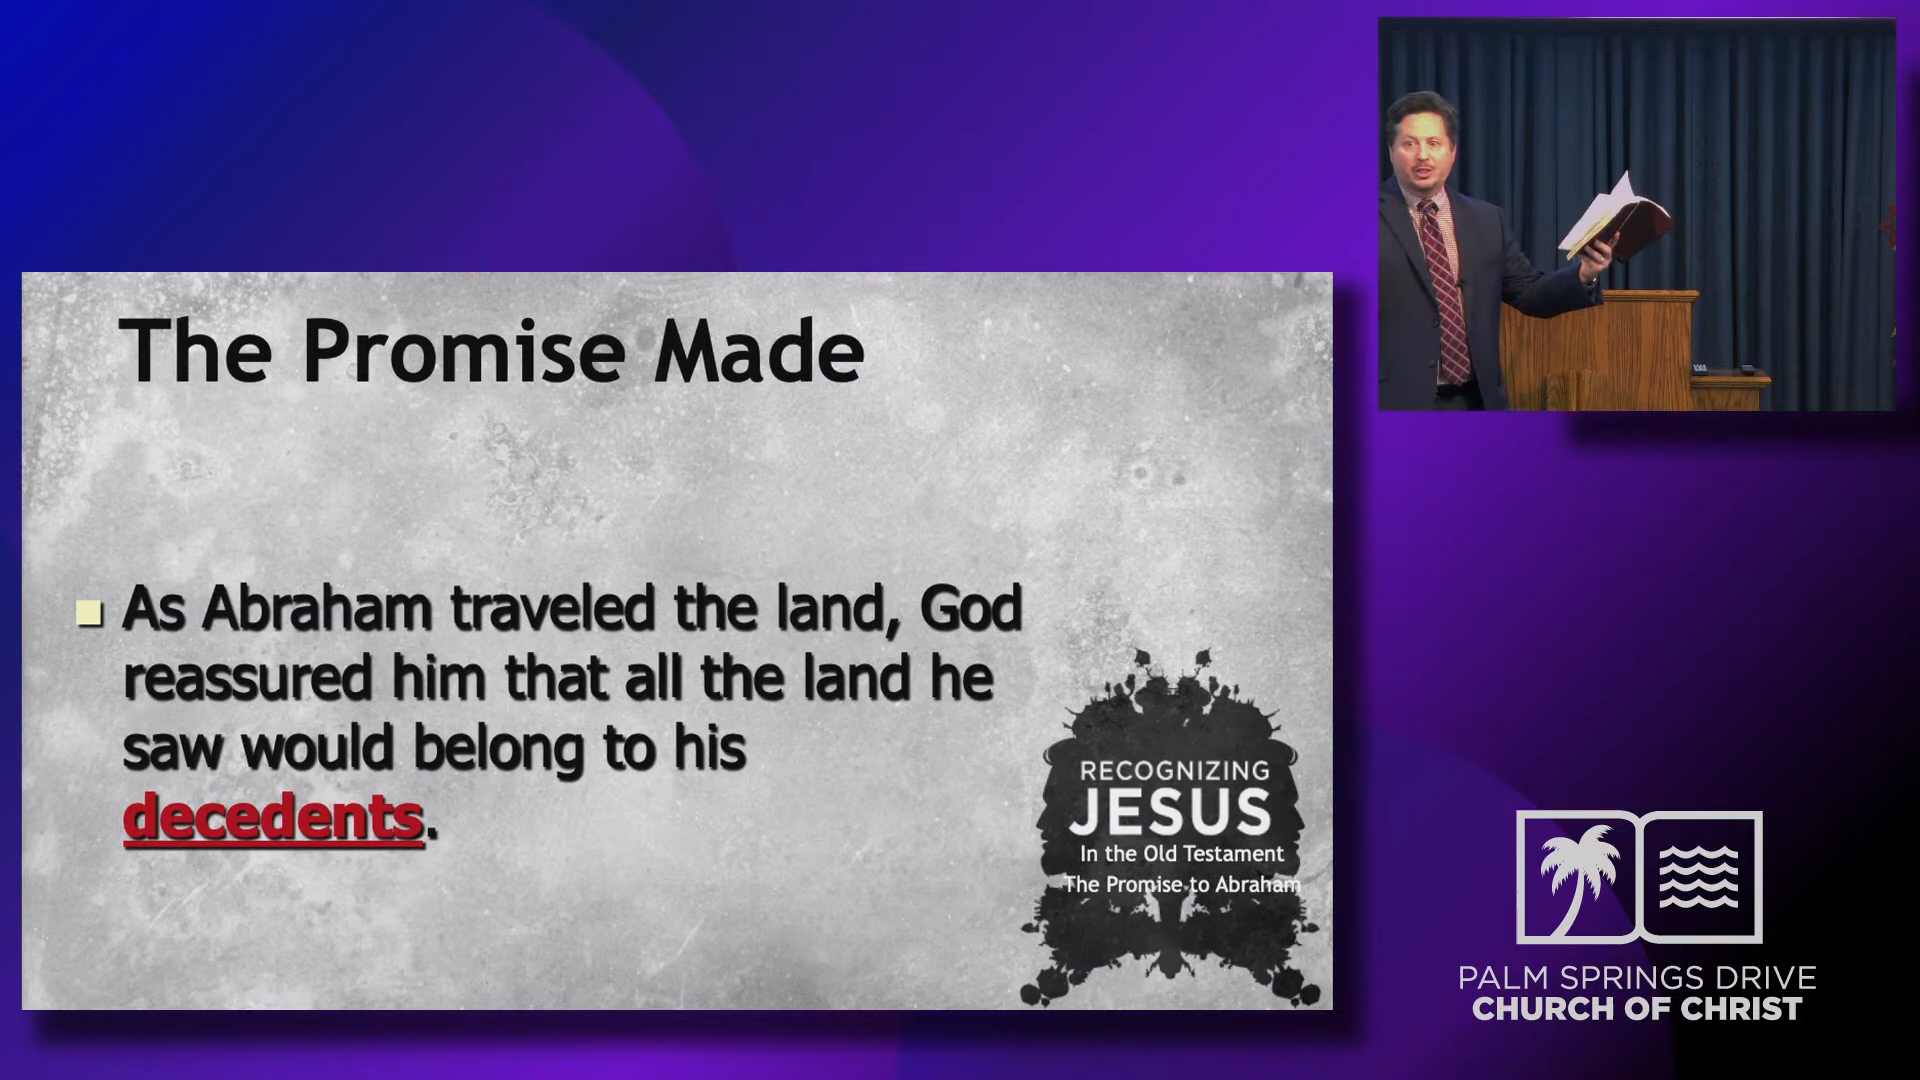 The Promise Made
As Abraham traveled the land, God
reassured him that all the land he
saw would belong to his
decedents.
RECOGNIZING
JESUS
In the Old Testament
The Promise to Abraham
PALM SPRINGS DRIVE
CHURCH OF CHRIST